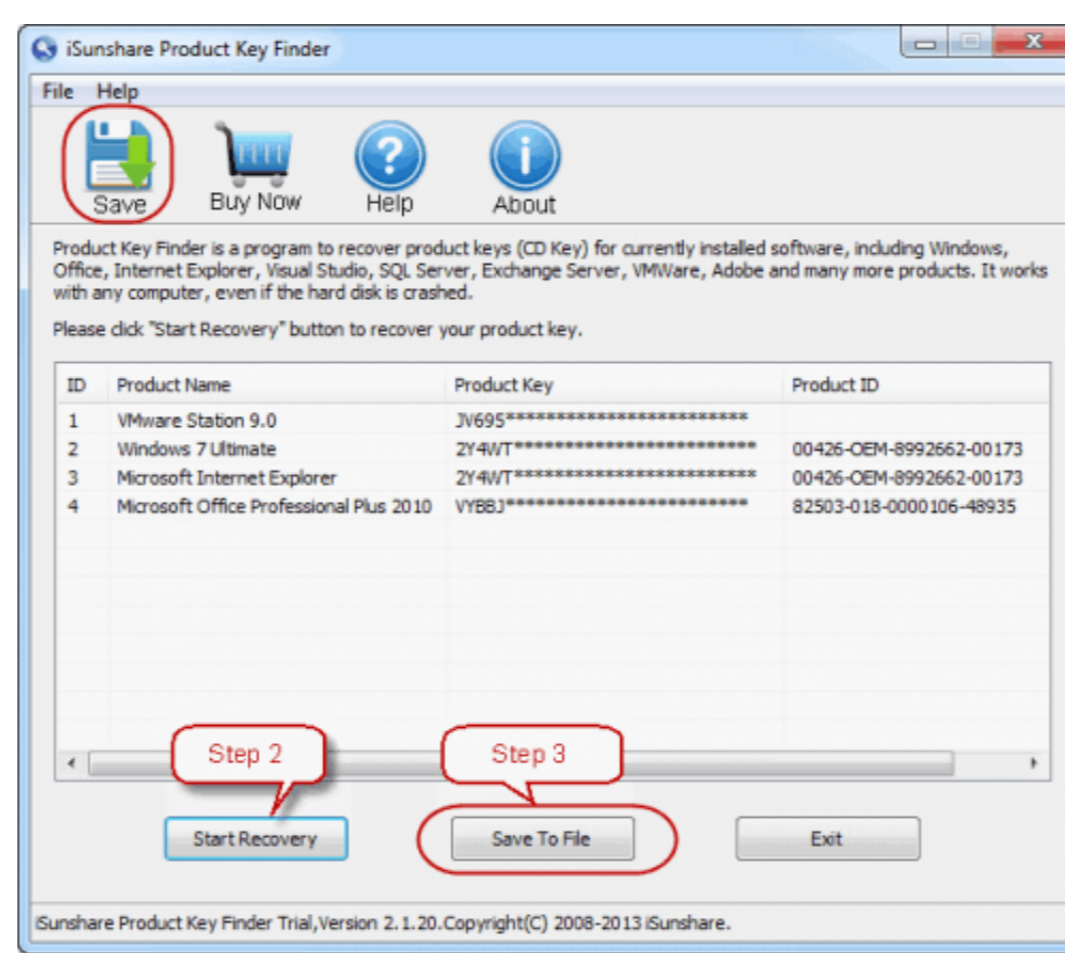 iSunshare Product Key Finder
File Help
Save Buy Now Help About
Product Key Finder is a program to recover product keys (CD Key) for currently installed software, including Windows,
Office, Internet Explorer, Visual Studio, SQL Server, Exchange Server, VMWare, Adobe and many more products. It works
with any computer, even if the hard disk is crashed.
Please click "Start Recovery" button to recover your product key.
ID Product Name Product Key Product ID
1 VMware Station 9.0 JV695************************
2 Windows 7 Ultimate 2Y4WT************************ 00426-OEM-8992662-00173
3 Microsoft Internet Explorer 2Y4WT************************ 00426-OEM-8992662-00173
4 Microsoft Office Professional Plus 2010 VYBBJ************************ 82503-018-0000106-48935
Step 2 Step 3
Start Recovery Save To File Exit
iSunshare Product Key Finder Trial,Version 2.1.20.Copyright(C) 2008-2013 iSunshare.